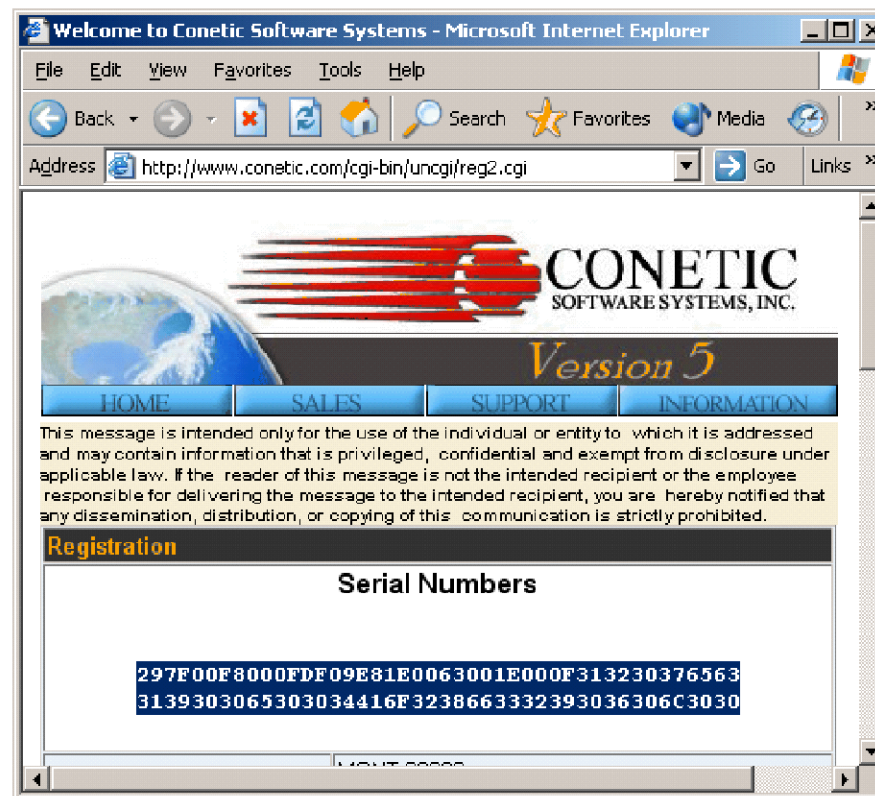 Welcome to Conetic Software Systems - Microsoft Internet Explorer
File Edit View Favorites Tools Help
Back Search Favorites Media »
Address http://www.conetic.com/cgi-bin/uncgi/reg2.cgi Go Links »
CONETIC
SOFTWARE SYSTEMS, INC.
Version 5
HOME SALES SUPPORT INFORMATION
This message is intended only for the use of the individual or entity to which it is addressed
and may contain information that is privileged, confidential and exempt from disclosure under
applicable law. If the reader of this message is not the intended recipient or the employee
responsible for delivering the message to the intended recipient, you are hereby notified that
any dissemination, distribution, or copying of this communication is strictly prohibited.
Registration
Serial Numbers
297F00F8000FDF09E81E0063001E000F313230376563
3139303065303034416F32386633332393036306C3030